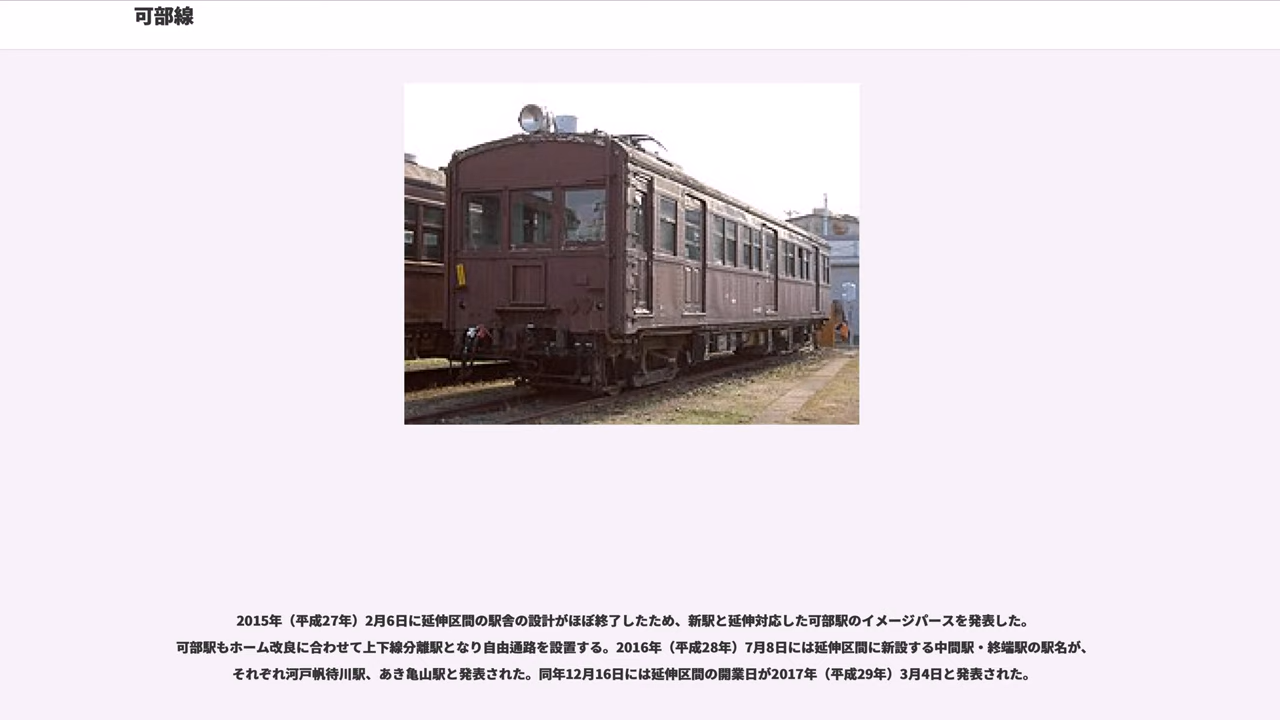 可部線
2015年（平成27年）2月6日に延伸区間の駅舎の設計がほぼ終了したため、新駅と延伸対応した可部駅のイメージパースを発表した。
可部駅もホーム改良に合わせて上下線分離駅となり自由通路を設置する。2016年（平成28年）7月8日には延伸区間に新設する中間駅・終端駅の駅名が、
それぞれ河戸帆待川駅、あき亀山駅と発表された。同年12月16日には延伸区間の開業日が2017年（平成29年）3月4日と発表された。